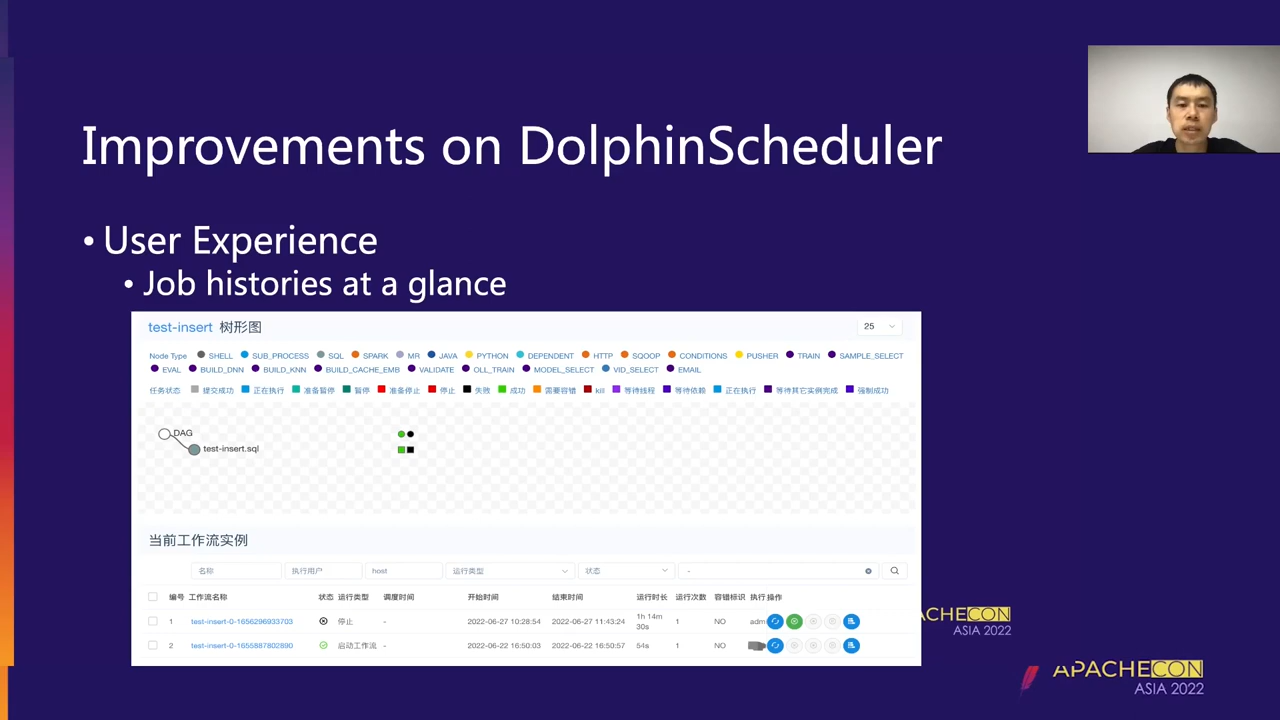 Improvements on DolphinScheduler
• User Experience
• Job histories at a glance
test-insert 树形图
25
Node Type SHELL SUB_PROCESS SQL SPARK MR JAVA PYTHON DEPENDENT HTTP SQOOP CONDITIONS PUSHER TRAIN SAMPLE_SELECT
EVAL BUILD_DNN BUILD_KNN BUILD_CACHE_EMB VALIDATE OLL_TRAIN MODEL_SELECT VID_SELECT EMAIL
任务状态 提交成功 正在执行 准备暂停 暂停 准备停止 停止 失败 成功 需要容错 kill 等待线程 等待依赖 正在执行 等待其它实例完成 强制成功
DAG
test-insert.sql
当前工作流实例
名称 执行用户 host 运行类型 状态 -
编号 工作流名称 状态 运行类型 调度时间 开始时间 结束时间 运行时长 运行次数 容错标识 执行 操作
1 test-insert-0-1656296933703 停止 - 2022-06-27 10:28:54 2022-06-27 11:43:24 1h 14m 30s 1 NO adm
2 test-insert-0-1655887802890 启动工作流 - 2022-06-22 16:50:03 2022-06-22 16:50:57 54s 1 NO
ACHECON
ASIA 2022
APACHECON
ASIA 2022